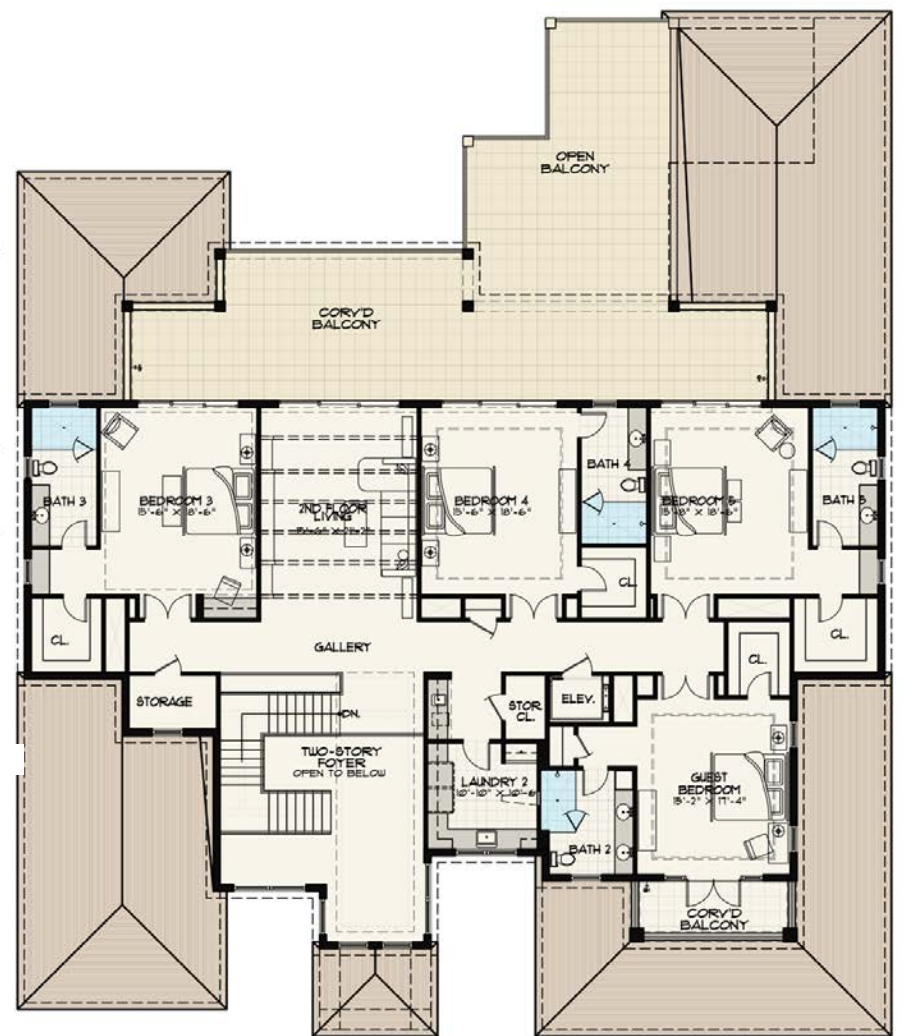 OPEN
BALCONY
COV'D
BALCONY
BATH 3
BEDROOM 3
15'-6" X 18'-6"
2ND FLOOR
LIVING
BEDROOM 4
15'-6" X 18'-6"
BATH 4
BEDROOM 5
BATH 5
CL.
CL.
CL.
CL.
GALLERY
STORAGE
DN.
STOR.
CL.
ELEV.
TWO-STORY
FOYER
OPEN TO BELOW
LAUNDRY 2
10'-10" X 10'-6"
GUEST
BEDROOM
15'-2" X 17'-4"
BATH 2
COV'D
BALCONY